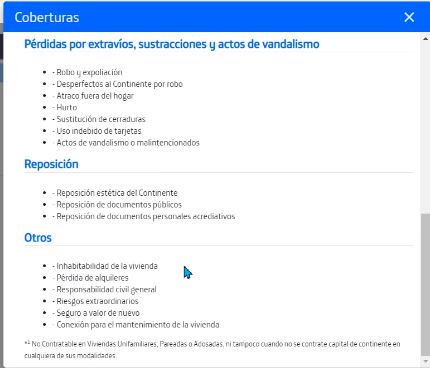 Coberturas
Pérdidas por extravíos, sustracciones y actos de vandalismo
- Robo y expoliación
- Desperfectos al Continente por robo
- Atraco fuera del hogar
- Hurto
- Sustitución de cerraduras
- Uso indebido de tarjetas
- Actos de vandalismo o malintencionados
Reposición
- Reposición estética del Continente
- Reposición de documentos públicos
- Reposición de documentos personales acrediativos
Otros
- Inhabitabilidad de la vivienda
- Pérdida de alquileres
- Responsabilidad civil general
- Riesgos extraordinarios
- Seguro a valor de nuevo
- Conexión para el mantenimiento de la vivienda
*¹ No Contratable en Viviendas Unifamiliares, Pareadas o Adosadas, ni tampoco cuando no se contrate capital de continente en
cualquiera de sus modalidades.